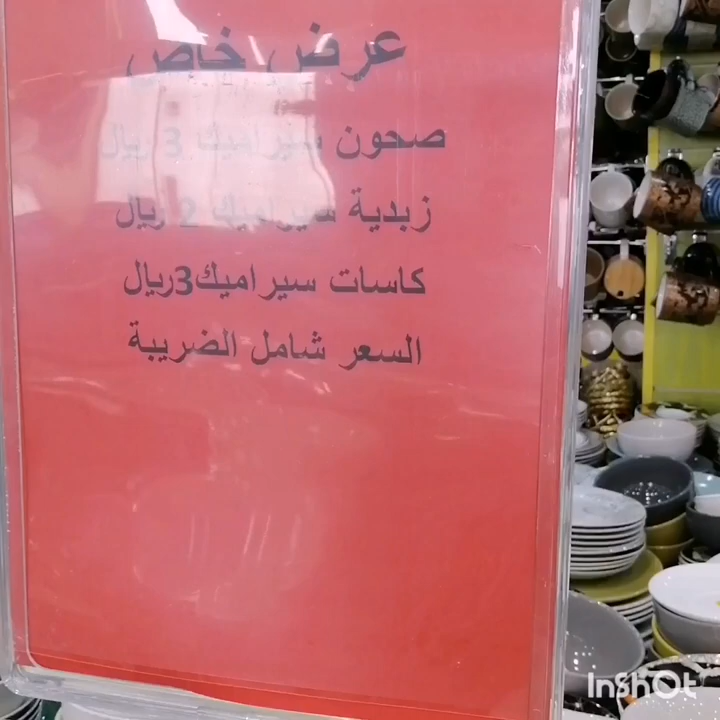 عرض خاص
صحون سيراميك 3 ريال
زبدية سيراميك 2 ريال
كاسات سيراميك3ريال
السعر شامل الضريبة
InShOt